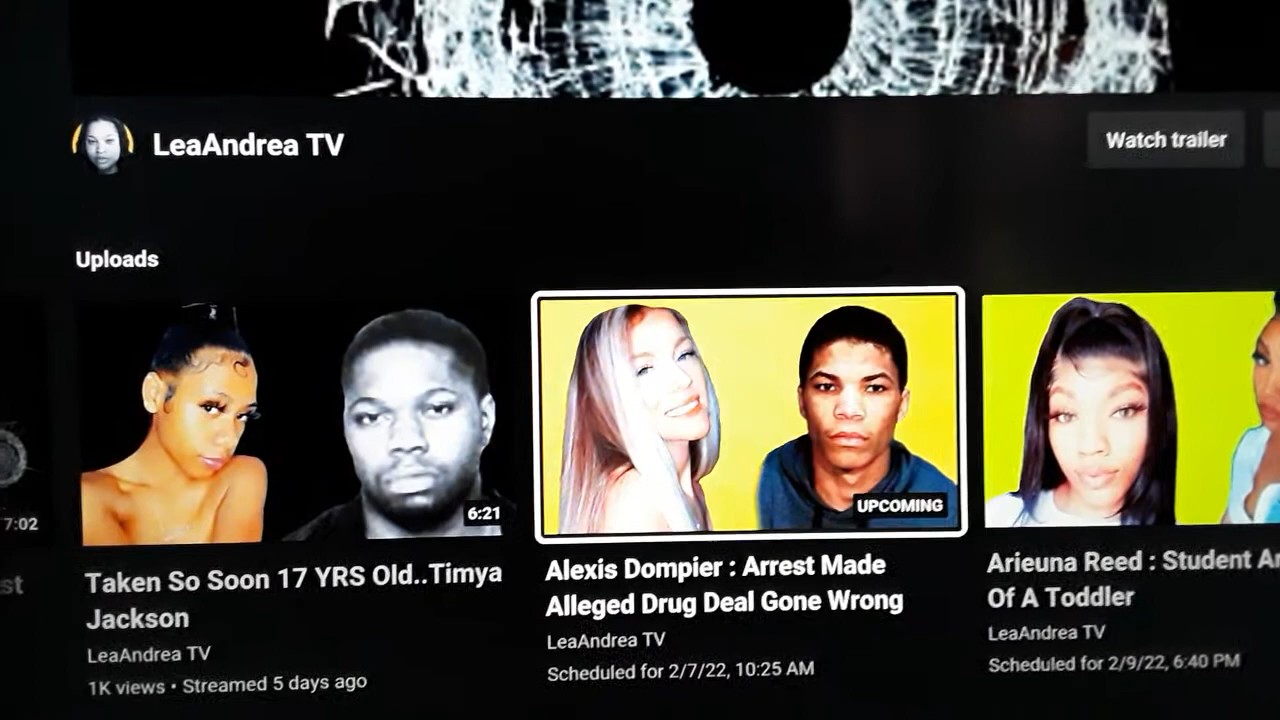 LeaAndrea TV
Watch trailer
Uploads
7:02
st
6:21
Taken So Soon 17 YRS Old..Timya
Jackson
LeaAndrea TV
1K views • Streamed 5 days ago
UPCOMING
Alexis Dompier : Arrest Made
Alleged Drug Deal Gone Wrong
LeaAndrea TV
Scheduled for 2/7/22, 10:25 AM
Arieuna Reed : Student Ar
Of A Toddler
LeaAndrea TV
Scheduled for 2/9/22, 6:40 PM